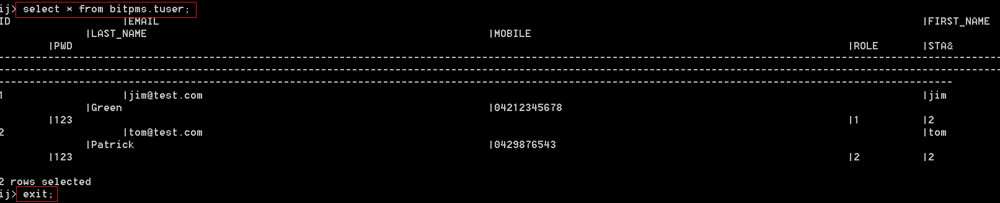 ij> select * from bitpms.tuser;
ID |EMAIL |FIRST_NAME
|LAST_NAME |MOBILE
|PWD |ROLE |STA&
--------------------------------------------------------------------------------------------------------------------------------------------------------------------
--------------------------------------------------------------------------------------------------------------------------------------------------------------------
------------------------------------------------------------------------------------------------------------------------------------------------------------
1 |jim@test.com |jim
|Green |04212345678
|123 |1 |2
2 |tom@test.com |tom
|Patrick |0429876543
|123 |2 |2
2 rows selected
ij> exit;